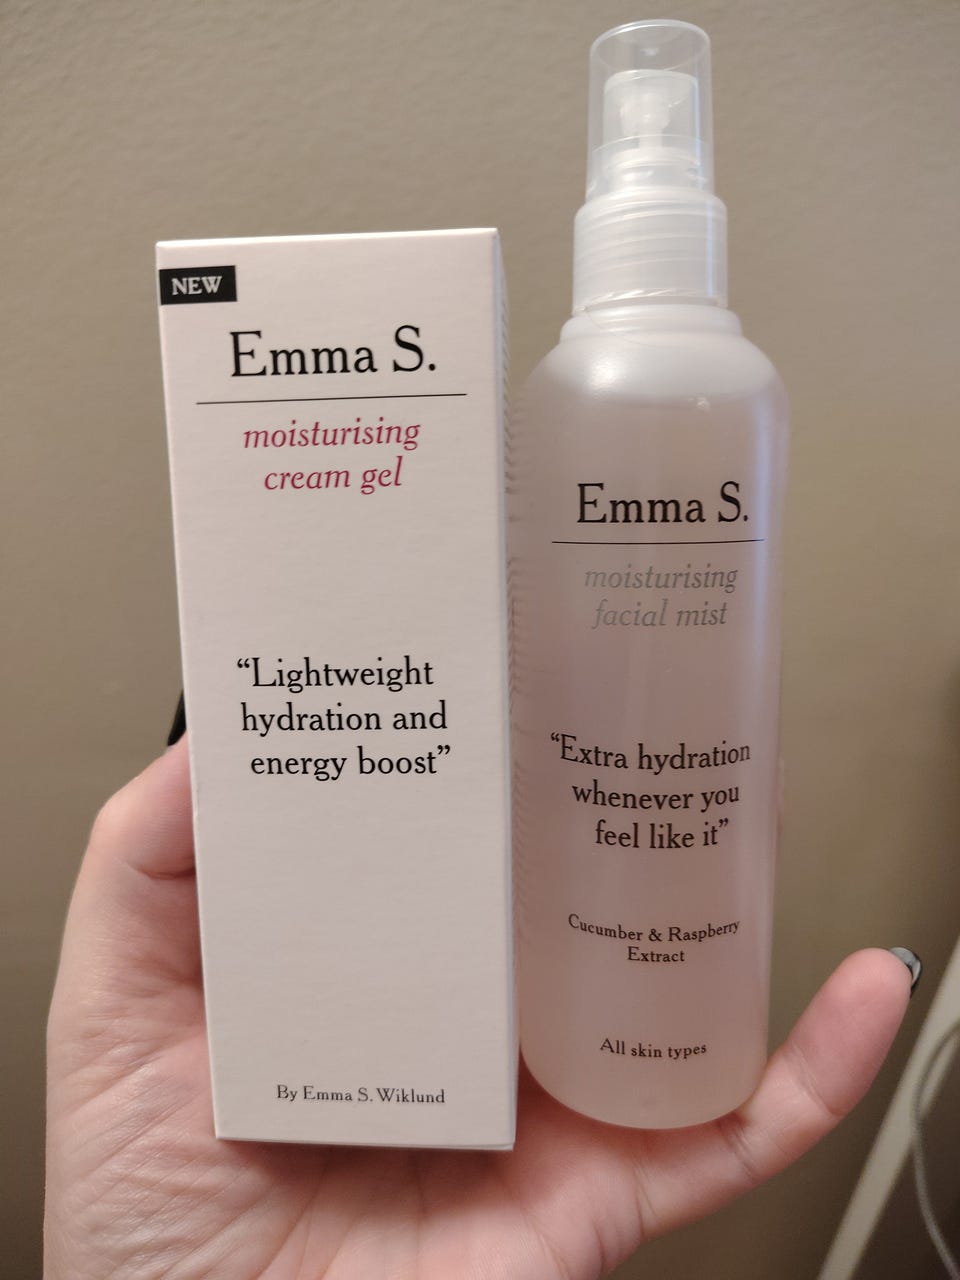 NEW
Emma S.
moisturising
cream gel
“Lightweight
hydration and
energy boost”
By Emma S. Wiklund
Emma S.
moisturising
facial mist
“Extra hydration
whenever you
feel like it”
Cucumber & Raspberry
Extract
All skin types